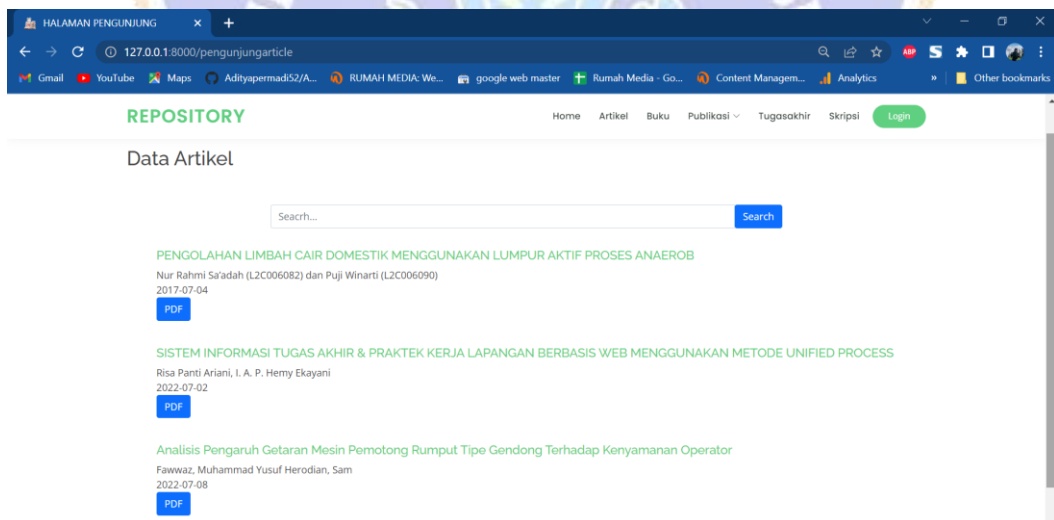 HALAMAN PENGUNJUNG
127.0.0.1:8000/pengunjungarticle
ABP
Gmail YouTube Maps Adityapermadi52/A... RUMAH MEDIA: We... google web master Rumah Media - Go... Content Managem... Analytics » Other bookmarks
REPOSITORY Home Artikel Buku Publikasi Tugasakhir Skripsi Login
Data Artikel
Seacrh... Search
PENGOLAHAN LIMBAH CAIR DOMESTIK MENGGUNAKAN LUMPUR AKTIF PROSES ANAEROB
Nur Rahmi Sa'adah (L2C006082) dan Puji Winarti (L2C006090)
2017-07-04
PDF
SISTEM INFORMASI TUGAS AKHIR & PRAKTEK KERJA LAPANGAN BERBASIS WEB MENGGUNAKAN METODE UNIFIED PROCESS
Risa Panti Ariani, I. A. P. Hemy Ekayani
2022-07-02
PDF
Analisis Pengaruh Getaran Mesin Pemotong Rumput Tipe Gendong Terhadap Kenyamanan Operator
Fawwaz, Muhammad Yusuf Herodian, Sam
2022-07-08
PDF